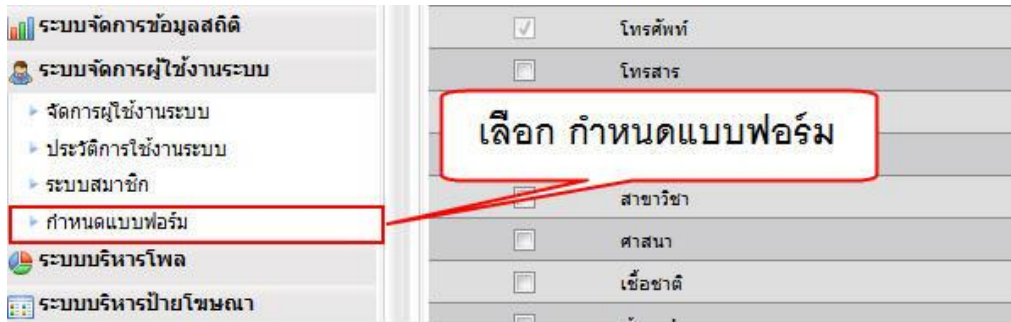 ระบบจัดการข้อมูลสถิติ
ระบบจัดการผู้ใช้งานระบบ
จัดการผู้ใช้งานระบบ
ประวัติการใช้งานระบบ
ระบบสมาชิก
กำหนดแบบฟอร์ม
ระบบบริหารโพล
ระบบบริหารป้ายโฆษณา
โทรศัพท์
โทรสาร
เลือก กำหนดแบบฟอร์ม
สาขาวิชา
ศาสนา
เชื้อชาติ